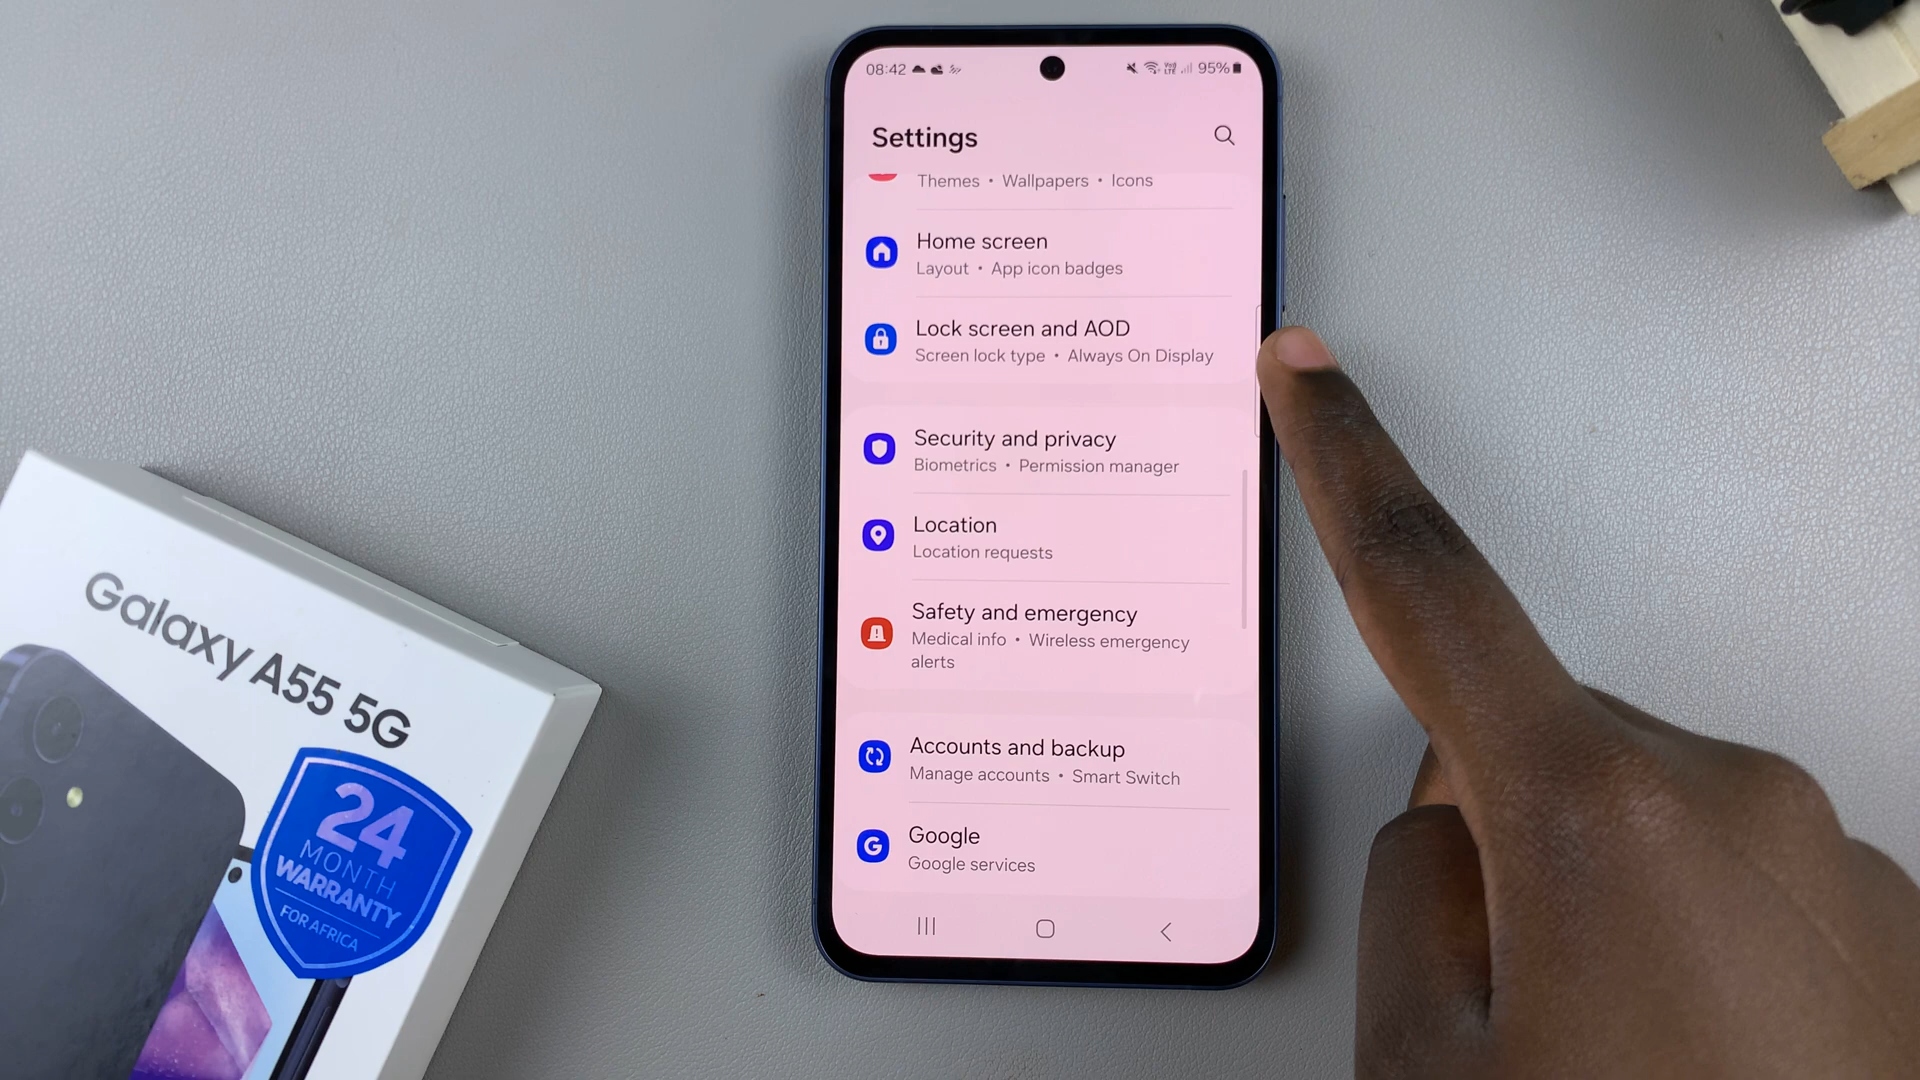 08:42
95%
Settings
Themes • Wallpapers • Icons
Home screen
Layout • App icon badges
Lock screen and AOD
Screen lock type • Always On Display
Security and privacy
Biometrics • Permission manager
Location
Location requests
Safety and emergency
Medical info • Wireless emergency
alerts
Accounts and backup
Manage accounts • Smart Switch
Google
Google services
Galaxy A55 5G
24
MONTH
WARRANTY
FOR AFRICA